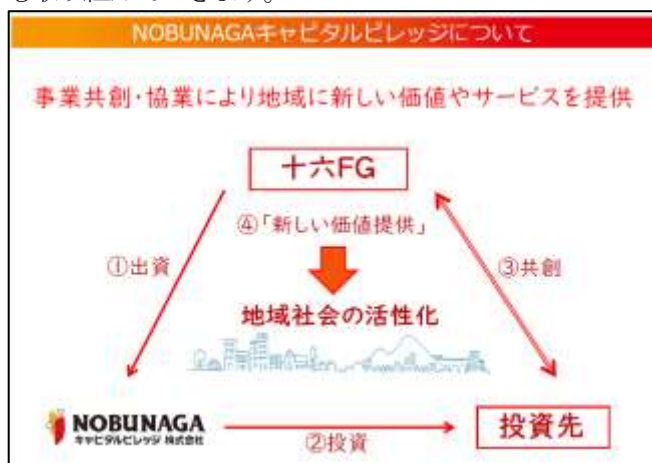 NOBUNAGAキャピタルビレッジについて
事業共創・協業により地域に新しい価値やサービスを提供
十六FG
④「新しい価値提供」
①出資
③共創
地域社会の活性化
NOBUNAGA
キャピタルビレッジ 株式会社
②投資
投資先